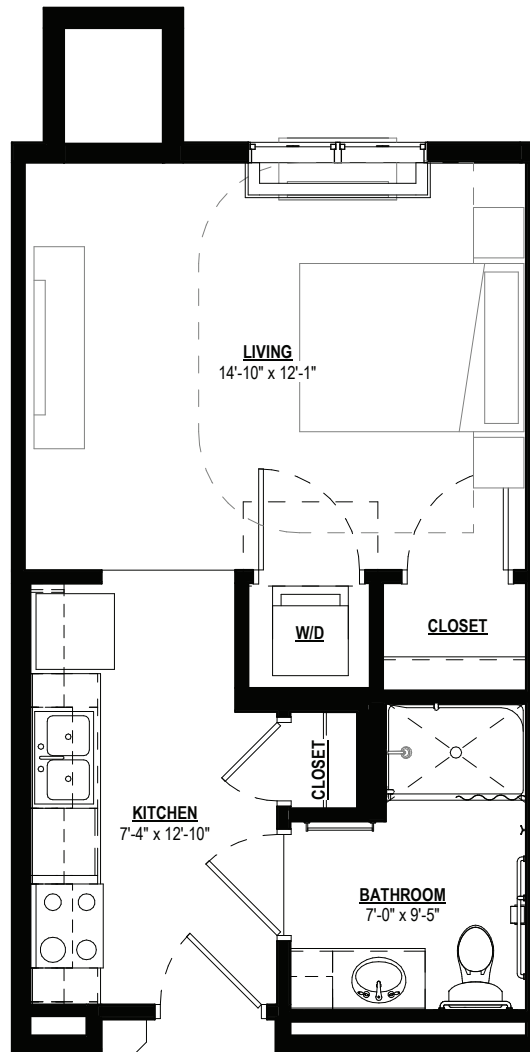 LIVING
14'-10" x 12'-1"
W/D
CLOSET
CLOSET
KITCHEN
7'-4" x 12'-10"
BATHROOM
7'-0" x 9'-5"